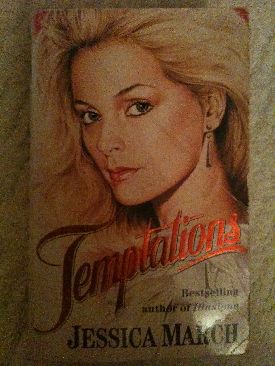 Temptations
Bestselling
author of Illusions
JESSICA MARCH